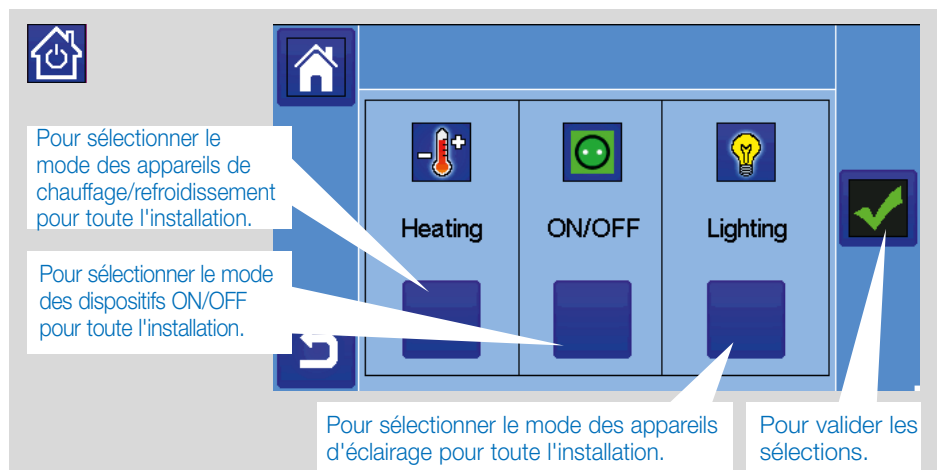 Pour sélectionner le
mode des appareils de
chauffage/refroidissement
pour toute l'installation.
Heating
ON/OFF
Lighting
Pour sélectionner le mode
des dispositifs ON/OFF
pour toute l'installation.
Pour sélectionner le mode des appareils
d'éclairage pour toute l'installation.
Pour valider les
sélections.